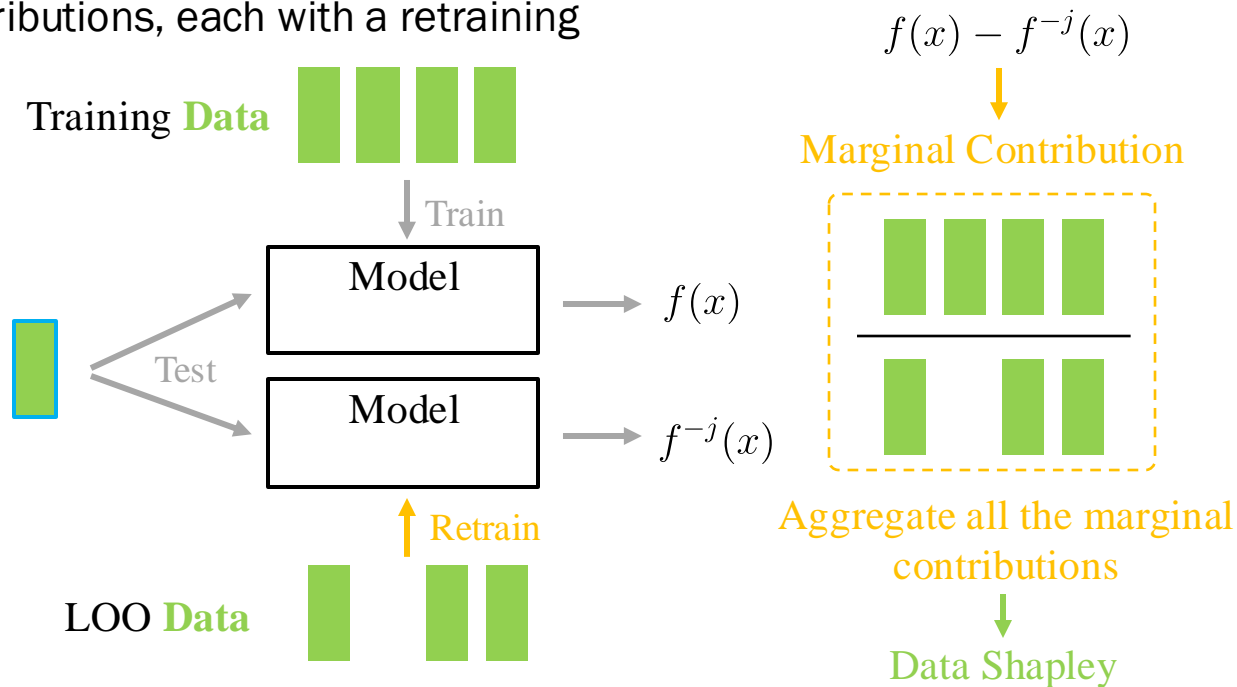 ributions, each with a retraining
Training Data
Train
Model
f(x)
Test
Model
f^{-j}(x)
Retrain
LOO Data
f(x) − f^{-j}(x)
Marginal Contribution
Aggregate all the marginal
contributions
Data Shapley